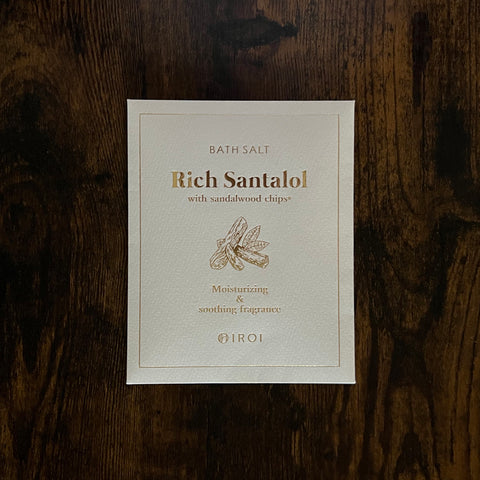 BATH SALT
Rich Santalol
with sandalwood chips*
Moisturizing
&
soothing fragrance
IROI